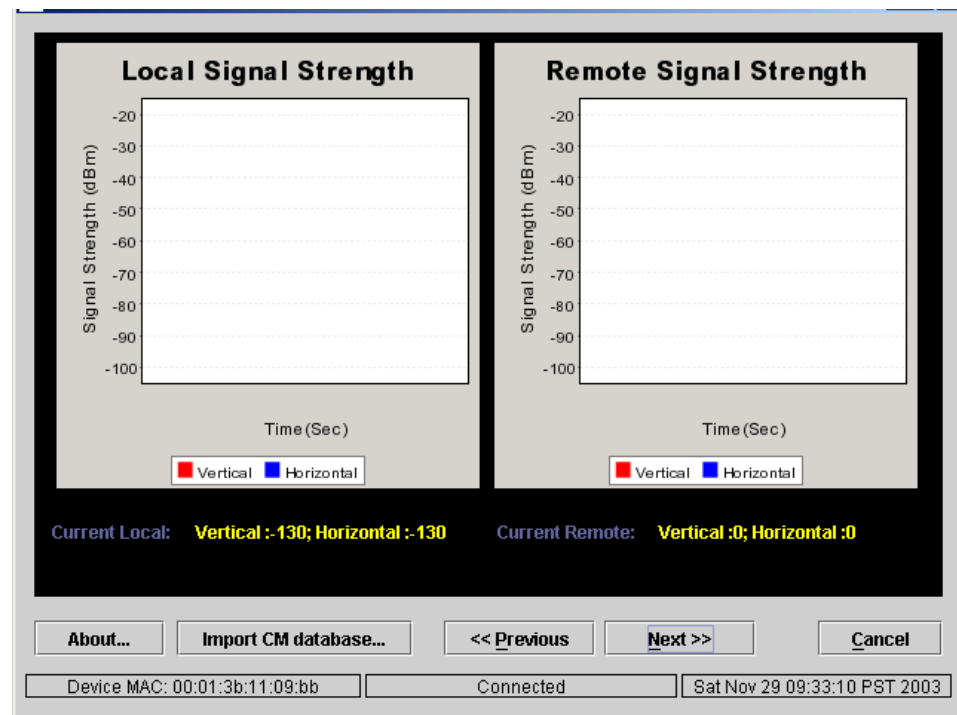 Local Signal Strength
-20
-30
-40
-50
-60
-70
-80
-90
-100
Signal Strength (dBm)
Time(Sec)
Vertical Horizontal
Remote Signal Strength
-20
-30
-40
-50
-60
-70
-80
-90
-100
Signal Strength (dBm)
Time(Sec)
Vertical Horizontal
Current Local: Vertical :-130; Horizontal :-130
Current Remote: Vertical :0; Horizontal :0
About...
Import CM database...
<< Previous
Next >>
Cancel
Device MAC: 00:01:3b:11:09:bb
Connected
Sat Nov 29 09:33:10 PST 2003